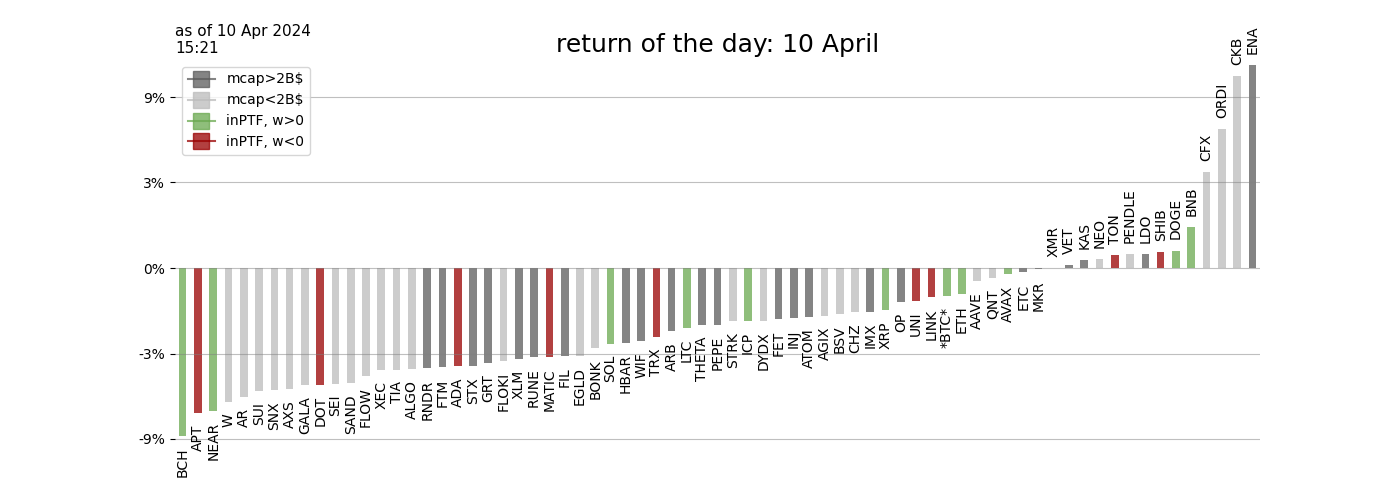 as of 10 Apr 2024
15:21
return of the day: 10 April
mcap>2B$
mcap<2B$
inPTF, w>0
inPTF, w<0
9%
3%
0%
-3%
-9%
BCH
APT
NEAR
W
AR
SUI
SNX
AXS
GALA
DOT
SEI
SAND
FLOW
XEC
TIA
ALGO
RNDR
FTM
ADA
STX
GRT
FLOKI
XLM
RUNE
MATIC
FIL
EGLD
BONK
SOL
HBAR
WIF
TRX
ARB
LTC
THETA
PEPE
STRK
ICP
DYDX
FET
INJ
ATOM
AGIX
BSV
CHZ
IMX
XRP
OP
UNI
LINK
*BTC*
ETH
AAVE
QNT
AVAX
ETC
MKR
XMR
VET
KAS
NEO
TON
PENDLE
LDO
SHIB
DOGE
BNB
CFX
ORDI
CKB
ENA